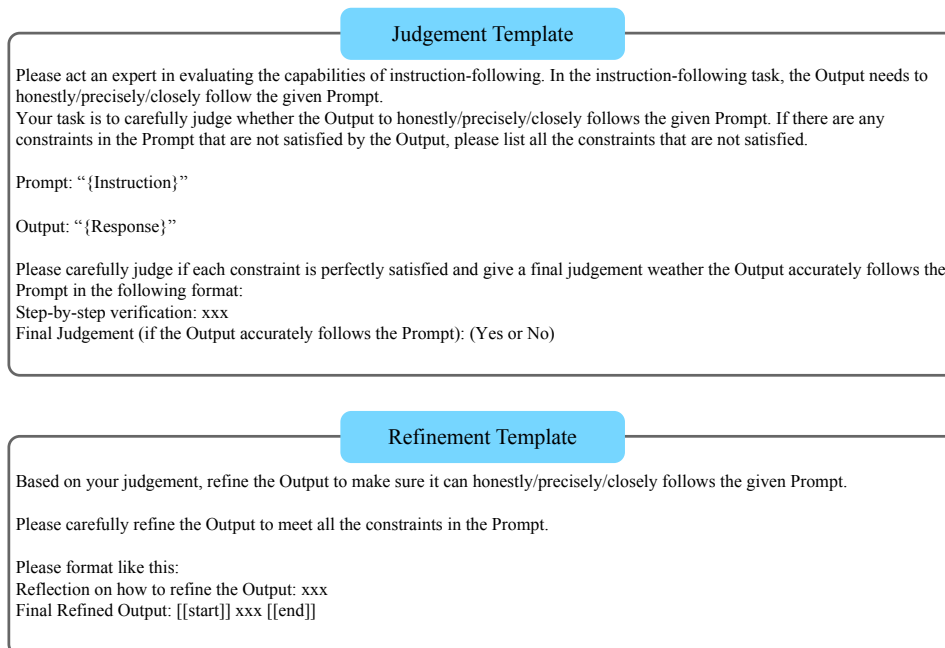 Judgement Template
Please act an expert in evaluating the capabilities of instruction-following. In the instruction-following task, the Output needs to
honestly/precisely/closely follow the given Prompt.
Your task is to carefully judge whether the Output to honestly/precisely/closely follows the given Prompt. If there are any
constraints in the Prompt that are not satisfied by the Output, please list all the constraints that are not satisfied.
Prompt: “{Instruction}”
Output: “{Response}”
Please carefully judge if each constraint is perfectly satisfied and give a final judgement weather the Output accurately follows the
Prompt in the following format:
Step-by-step verification: xxx
Final Judgement (if the Output accurately follows the Prompt): (Yes or No)
Refinement Template
Based on your judgement, refine the Output to make sure it can honestly/precisely/closely follows the given Prompt.
Please carefully refine the Output to meet all the constraints in the Prompt.
Please format like this:
Reflection on how to refine the Output: xxx
Final Refined Output: [[start]] xxx [[end]]